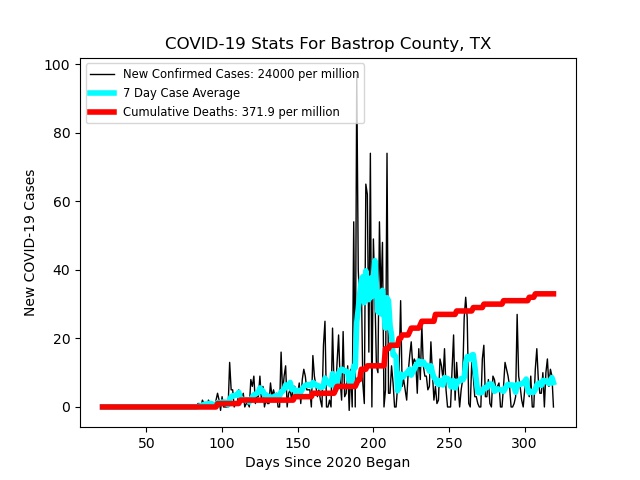 COVID-19 Stats For Bastrop County, TX
New Confirmed Cases: 24000 per million
7 Day Case Average
Cumulative Deaths: 371.9 per million
New COVID-19 Cases
100
80
60
40
20
0
50 100 150 200 250 300
Days Since 2020 Began